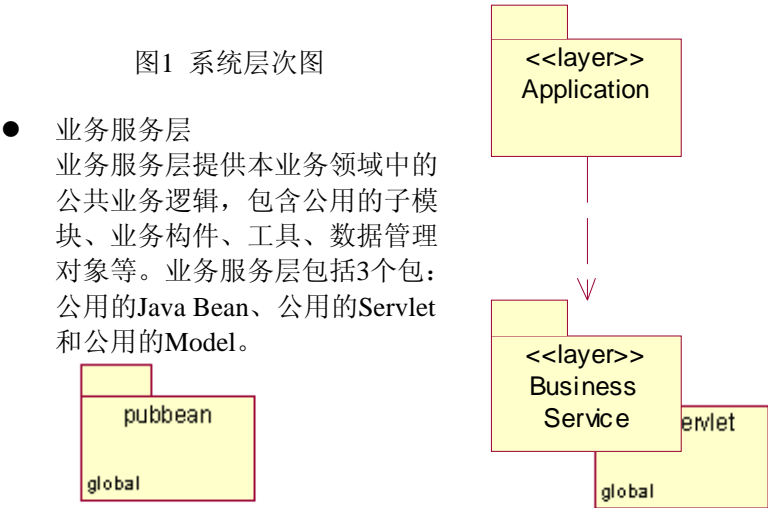 图1 系统层次图
● 业务服务层
业务服务层提供本业务领域中的
公共业务逻辑，包含公用的子模
块、业务构件、工具、数据管理
对象等。业务服务层包括3个包：
公用的Java Bean、公用的Servlet
和公用的Model。
pubbean
global
<<layer>>
Application
<<layer>>
Business
Service
global